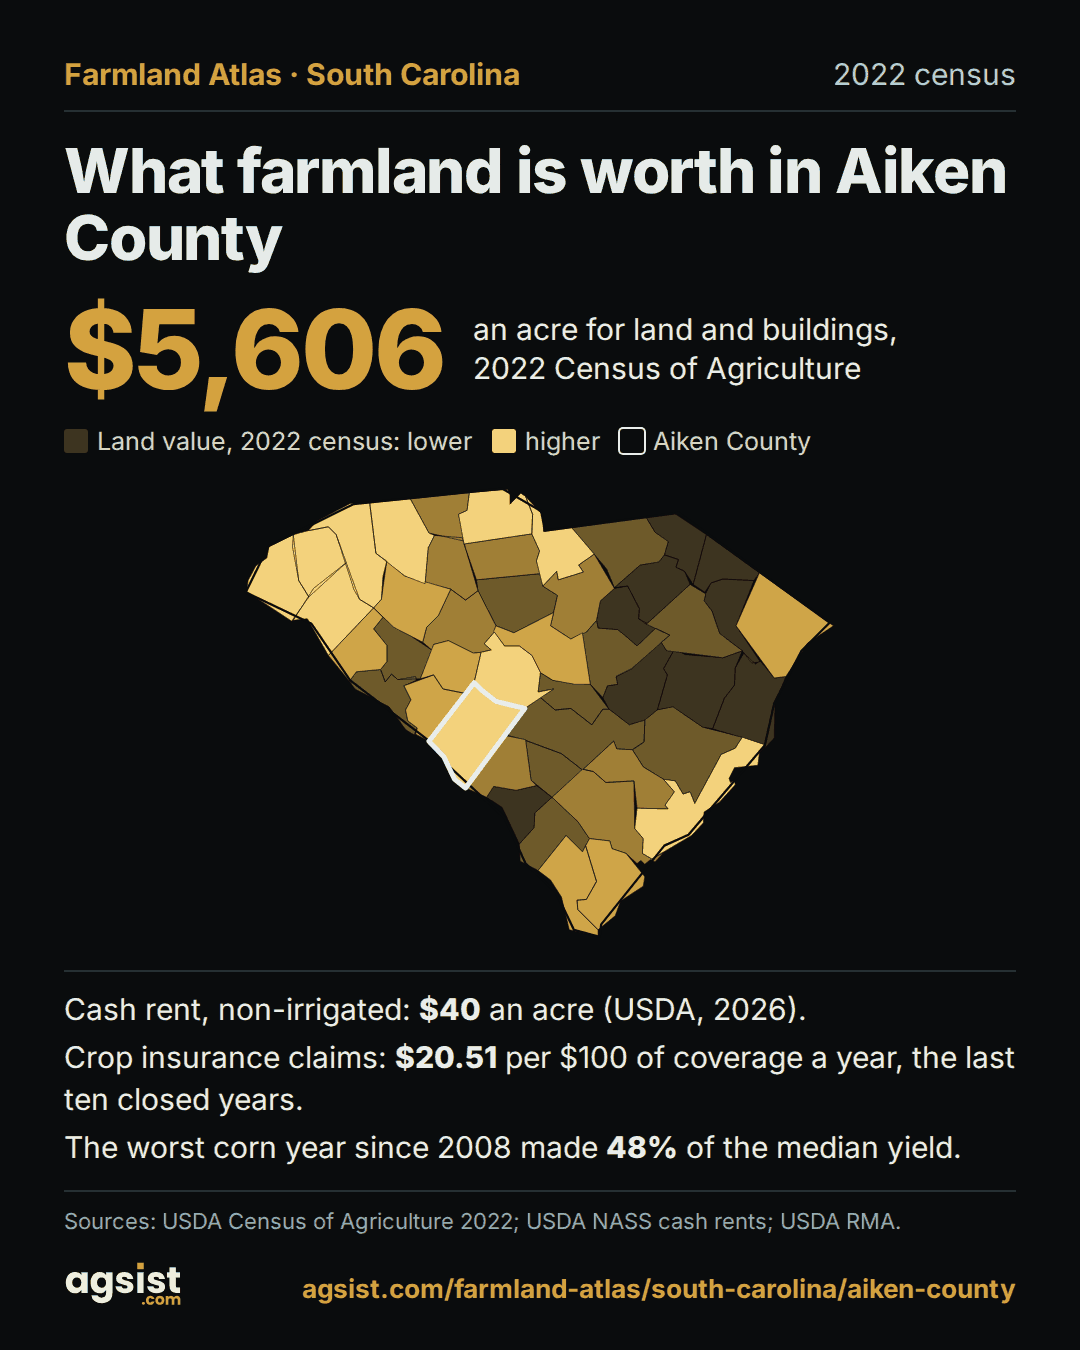 Farmland Atlas · South Carolina
2022 census
What farmland is worth in Aiken
County
$5,606
an acre for land and buildings,
2022 Census of Agriculture
Land value, 2022 census: lower
higher
Aiken County
Cash rent, non-irrigated: $40 an acre (USDA, 2026).
Crop insurance claims: $20.51 per $100 of coverage a year, the last
ten closed years.
The worst corn year since 2008 made 48% of the median yield.
Sources: USDA Census of Agriculture 2022; USDA NASS cash rents; USDA RMA.
agsist
.com
agsist.com/farmland-atlas/south-carolina/aiken-county